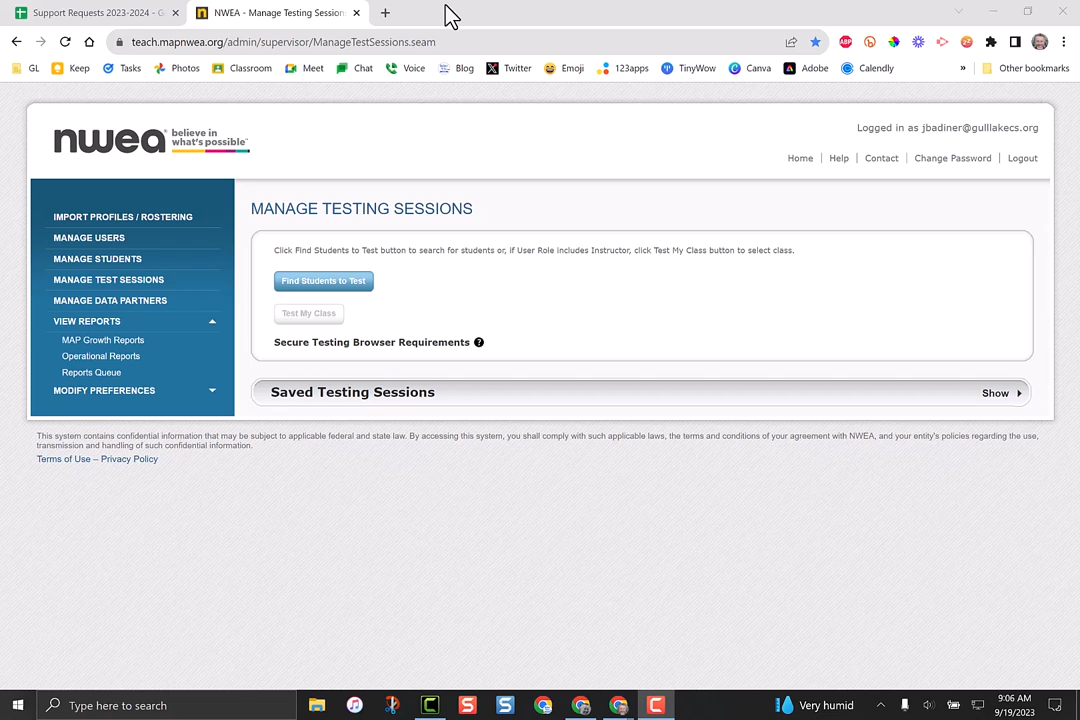 Support Requests 2023-2024 - G
NWEA - Manage Testing Session
teach.mapnwea.org/admin/supervisor/ManageTestSessions.seam
ABP
GL
Keep
Tasks
Photos
Classroom
Meet
Chat
Voice
Blog
Twitter
Emoji
123apps
TinyWow
Canva
Adobe
Calendly
»
Other bookmarks
nwea believe in what's possible
Logged in as jbadiner@gulllakecs.org
Home | Help | Contact | Change Password | Logout
IMPORT PROFILES / ROSTERING
MANAGE USERS
MANAGE STUDENTS
MANAGE TEST SESSIONS
MANAGE DATA PARTNERS
VIEW REPORTS
MAP Growth Reports
Operational Reports
Reports Queue
MODIFY PREFERENCES
MANAGE TESTING SESSIONS
Click Find Students to Test button to search for students or, if User Role includes Instructor, click Test My Class button to select class.
Find Students to Test
Test My Class
Secure Testing Browser Requirements ?
Saved Testing Sessions
Show
This system contains confidential information that may be subject to applicable federal and state law. By accessing this system, you shall comply with such applicable laws, the terms and conditions of your agreement with NWEA, and your entity's policies regarding the use,
transmission and handling of such confidential information.
Terms of Use – Privacy Policy
Type here to search
Very humid
9:06 AM
9/19/2023